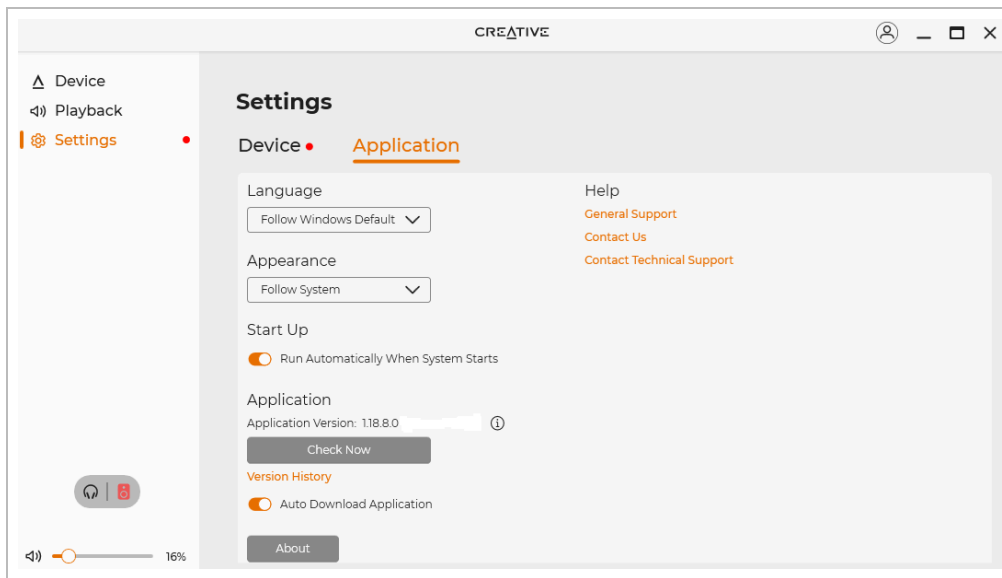 CREATIVE
Device
Playback
Settings
Settings
Device
Application
Language
Follow Windows Default
Appearance
Follow System
Start Up
Run Automatically When System Starts
Application
Application Version: 1.18.8.0
Check Now
Version History
Auto Download Application
About
Help
General Support
Contact Us
Contact Technical Support
16%